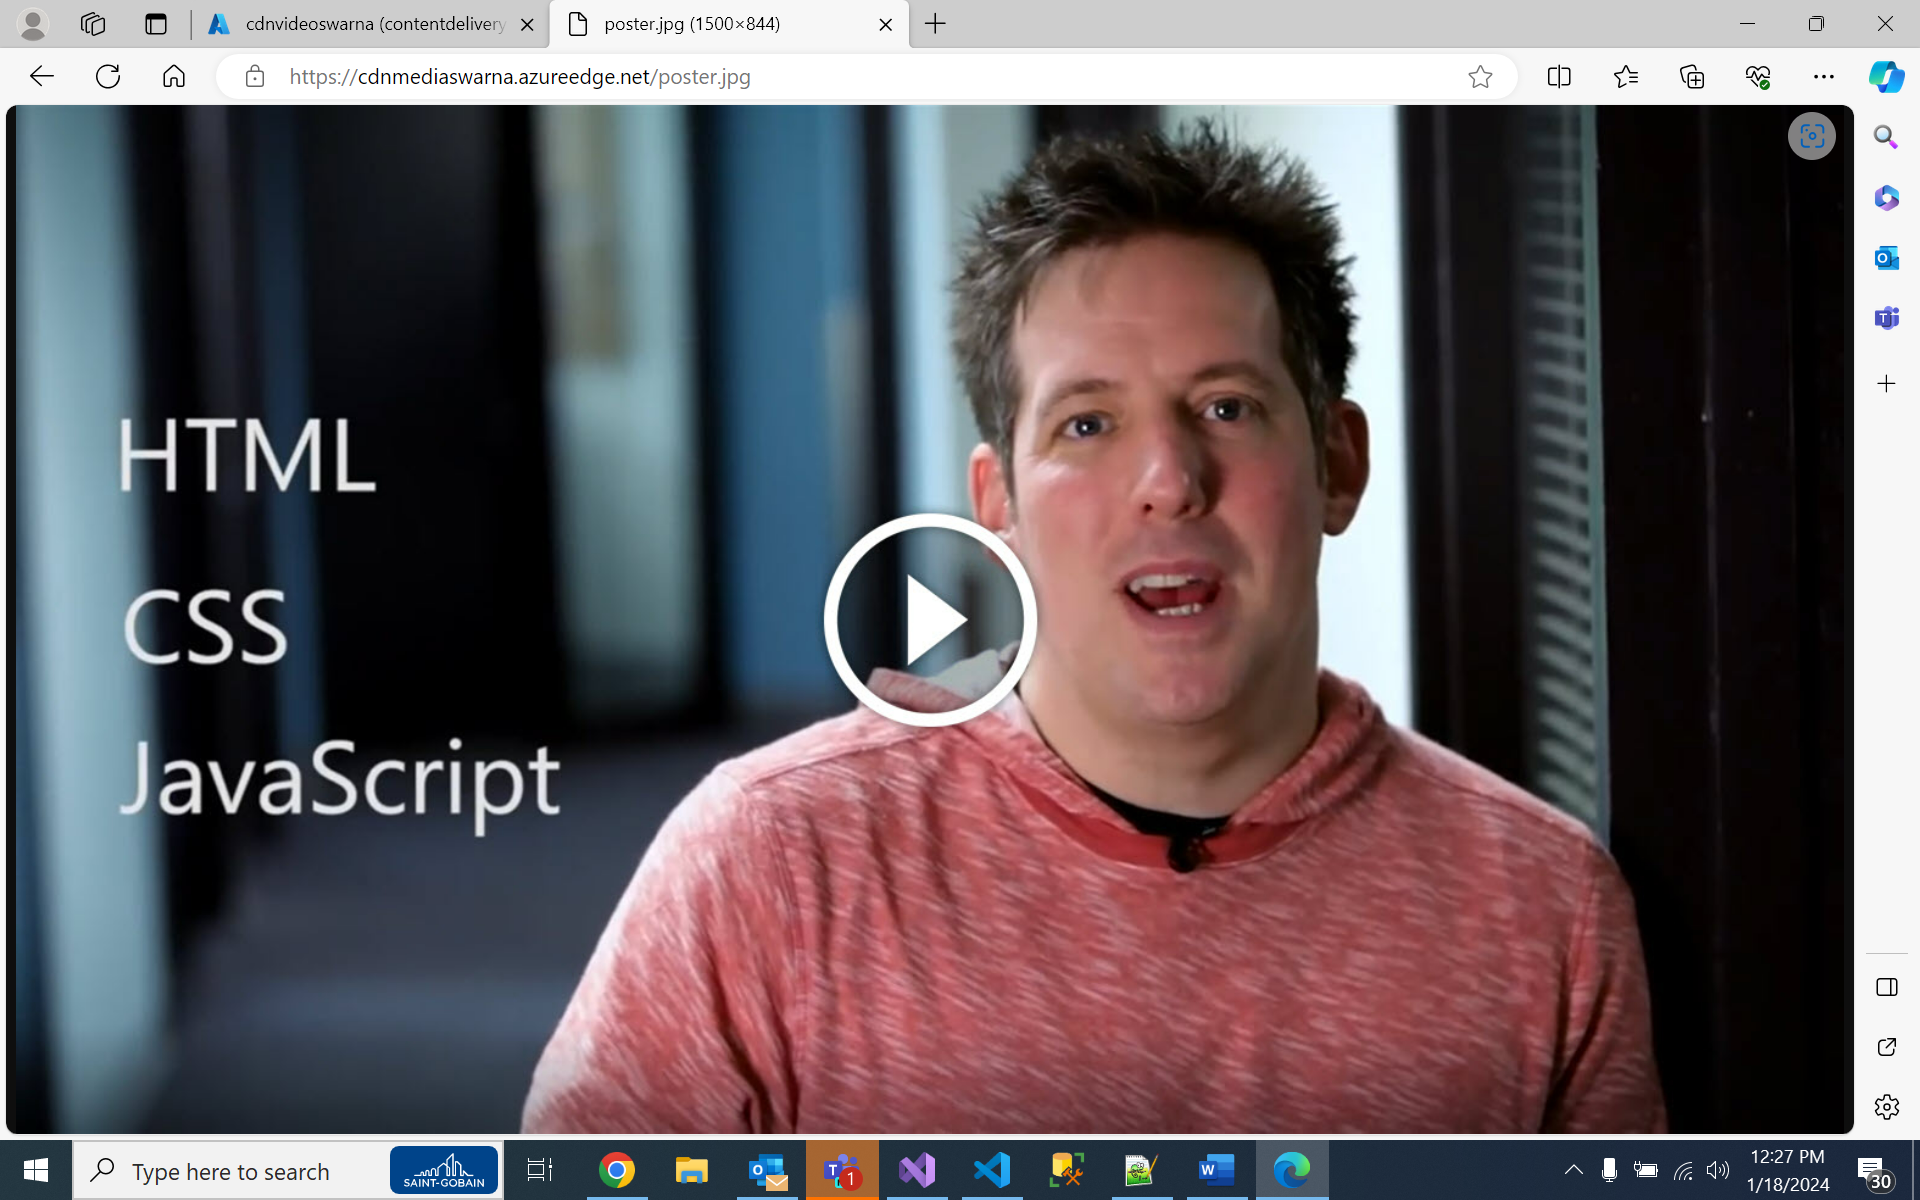 cdnvideoswarna (contentdelivery
poster.jpg (1500×844)
https://cdnmediaswarna.azureedge.net/poster.jpg
HTML
CSS
JavaScript
Type here to search
SAINT-GOBAIN
1
12:27 PM
1/18/2024
30